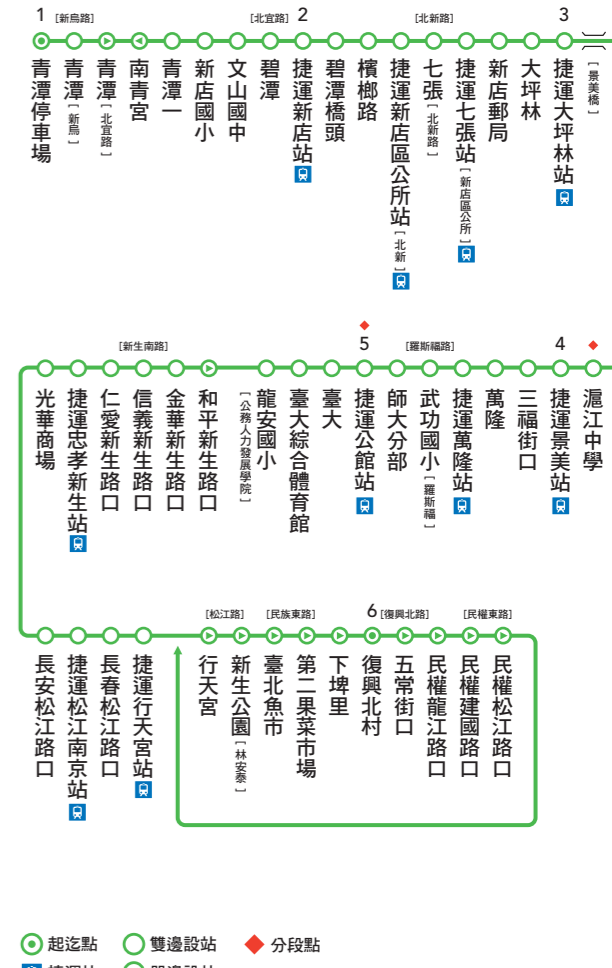 1 [新烏路] [北宜路] 2 [北新路] 3
青潭停車場
青潭[新烏]
青潭[北宜路]
南青宮
青潭一
新店國小
文山國中
碧潭
捷運新店站
碧潭橋頭
檳榔路
捷運新店區公所站[北新]
七張[北新路]
捷運七張站[新店區公所]
新店郵局
大坪林
捷運大坪林站
[景美橋]
[新生南路] 5 [羅斯福路] 4
光華商場
捷運忠孝新生站
仁愛新生路口
信義新生路口
金華新生路口
和平新生路口
龍安國小
[公務人力發展學院]
臺大綜合體育館
臺大
捷運公館站
師大分部
武功國小[羅斯福]
捷運萬隆站
萬隆
三福街口
捷運景美站
滬江中學
[松江路] [民族東路] 6 [復興北路] [民權東路]
長安松江路口
捷運松江南京站
長春松江路口
捷運行天宮站
行天宮
新生公園[林安泰]
臺北魚市
第二果菜市場
下埤里
復興北村
五常街口
民權龍江路口
民權建國路口
民權松江路口
起迄點 雙邊設站 分段點